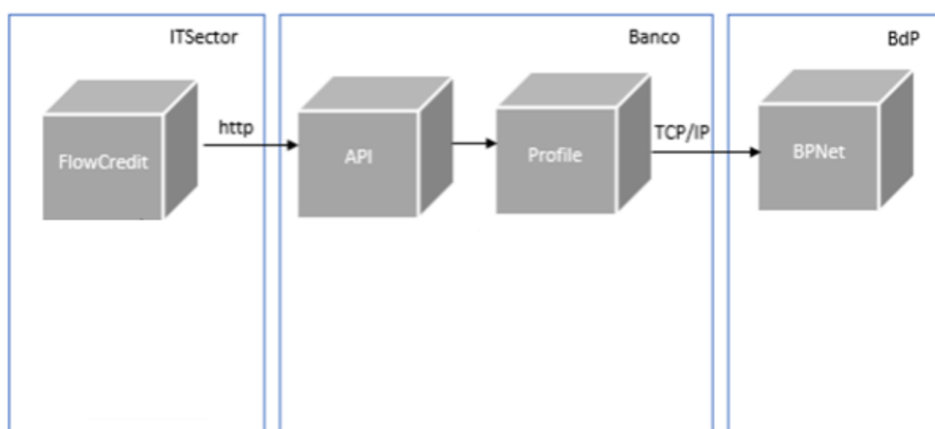 ITSector
Banco
BdP
http
TCP/IP
FlowCredit
API
Profile
BPNet